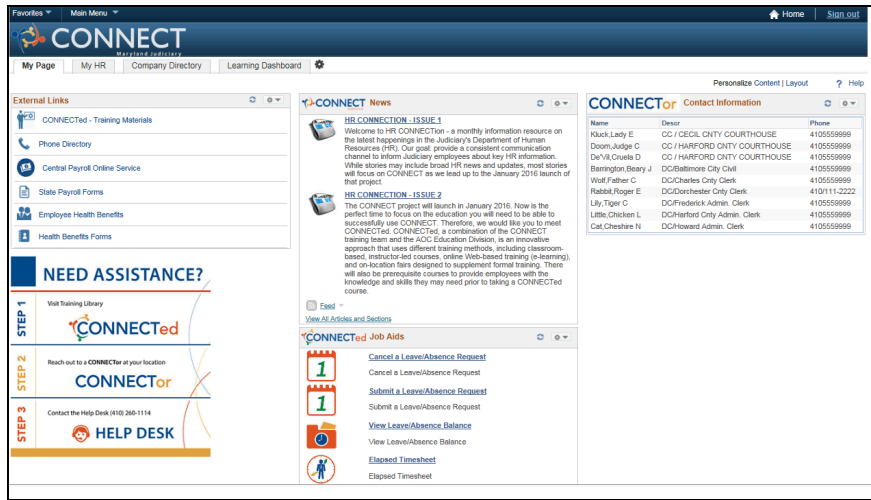 Favorites Main Menu Home Sign out
CONNECT
Maryland Judiciary
My Page My HR Company Directory Learning Dashboard
Personalize Content | Layout ? Help
External Links
CONNECTed - Training Materials
Phone Directory
Central Payroll Online Service
State Payroll Forms
Employee Health Benefits
Health Benefits Forms
NEED ASSISTANCE?
STEP 1
Visit Training Library
CONNECTed
STEP 2
Reach out to a CONNECTor at your location
CONNECTor
STEP 3
Contact the Help Desk (410) 260-1114
HELP DESK
CONNECT News
HR CONNECTION - ISSUE 1
Welcome to HR CONNECTion - a monthly information resource on
the latest happenings in the Judiciary's Department of Human
Resources (HR). Our goal: provide a consistent communication
channel to inform Judiciary employees about key HR information.
While stories may include broad HR news and updates, most stories
will focus on CONNECT as we lead up to the January 2016 launch of
that project.
HR CONNECTION - ISSUE 2
The CONNECT project will launch in January 2016. Now is the
perfect time to focus on the education you will need to be able to
successfully use CONNECT. Therefore, we would like you to meet
CONNECTed. CONNECTed, a combination of the CONNECT
training team and the AOC Education Division, is an innovative
approach that uses different training methods, including classroom-
based, instructor-led courses, online Web-based training (e-learning),
and on-location fairs designed to supplement formal training. There
will also be prerequisite courses to provide employees with the
knowledge and skills they may need prior to taking a CONNECTed
course.
Feed
View All Articles and Sections
CONNECTed Job Aids
1
Cancel a Leave/Absence Request
Cancel a Leave/Absence Request
1
Submit a Leave/Absence Request
Submit a Leave/Absence Request
View Leave/Absence Balance
View Leave/Absence Balance
Elapsed Timesheet
Elapsed Timesheet
CONNECTor Contact Information
Name Descr Phone
Kluck,Lady E CC / CECIL CNTY COURTHOUSE 4105559999
Doom,Judge C CC / HARFORD CNTY COURTHOUSE 4105559999
De'Vil,Cruela D CC / HARFORD CNTY COURTHOUSE 4105559999
Berrington,Beary J DC/Baltimore City Civil 4105559999
Wolf,Father C DC/Charles Cnty Clerk 4105559999
Rabbit,Roger E DC/Dorchester Cnty Clerk 410/111-2222
Lily,Tiger C DC/Frederick Admin. Clerk 4105559999
Little,Chicken L DC/Harford Cnty Admin. Clerk 4105559999
Cat,Cheshire N DC/Howard Admin. Clerk 4105559999